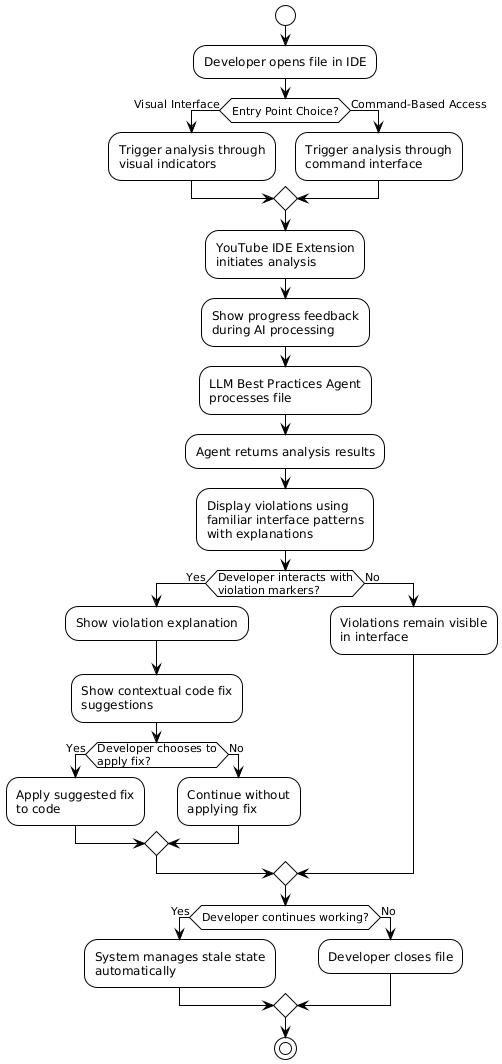 Developer opens file in IDE
Visual Interface
Entry Point Choice?
Command-Based Access
Trigger analysis through
visual indicators
Trigger analysis through
command interface
YouTube IDE Extension
initiates analysis
Show progress feedback
during AI processing
LLM Best Practices Agent
processes file
Agent returns analysis results
Display violations using
familiar interface patterns
with explanations
Yes
Developer interacts with
violation markers?
No
Show violation explanation
Violations remain visible
in interface
Show contextual code fix
suggestions
Yes
Developer chooses to
apply fix?
No
Apply suggested fix
to code
Continue without
applying fix
Yes
Developer continues working?
No
System manages stale state
automatically
Developer closes file